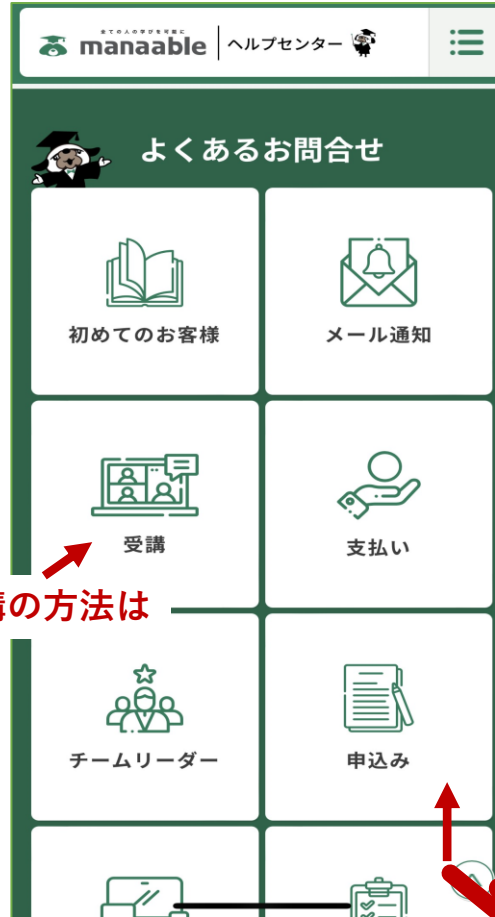 全ての人の学びを可能に
manaable
ヘルプセンター
よくあるお問合せ
初めてのお客様
メール通知
受講
支払い
の方法は
チームリーダー
申込み